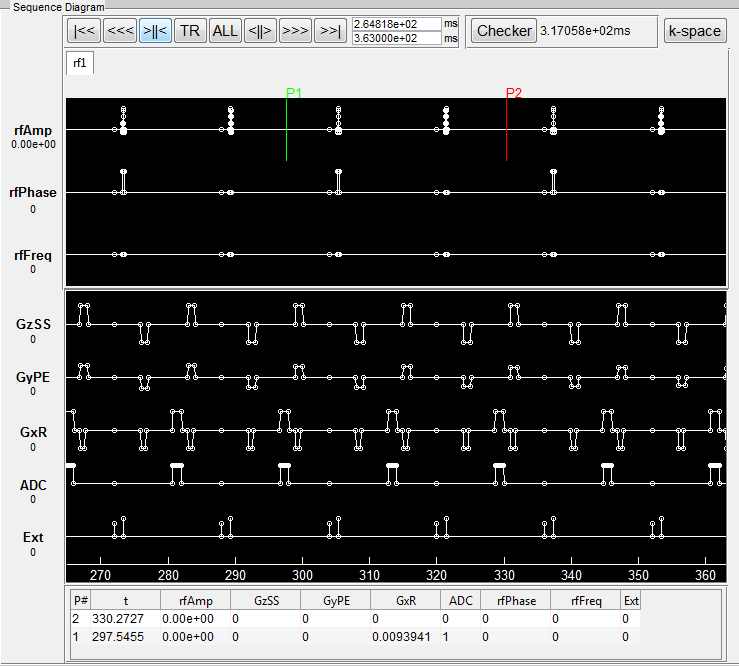 Sequence Diagram
|<< <<< >||< TR ALL <||> >>> >>| 2.64818e+02 ms Checker 3.17058e+02ms k-space
3.63000e+02 ms
rf1
P1 P2
rfAmp
0.00e+00
rfPhase
0
rfFreq
0
GzSS
0
GyPE
0
GxR
0
ADC
0
Ext
0
270 280 290 300 310 320 330 340 350 360
P# t rfAmp GzSS GyPE GxR ADC rfPhase rfFreq Ext
2 330.2727 0.00e+00 0 0 0 0 0 0 0
1 297.5455 0.00e+00 0 0 0.0093941 1 0 0 0